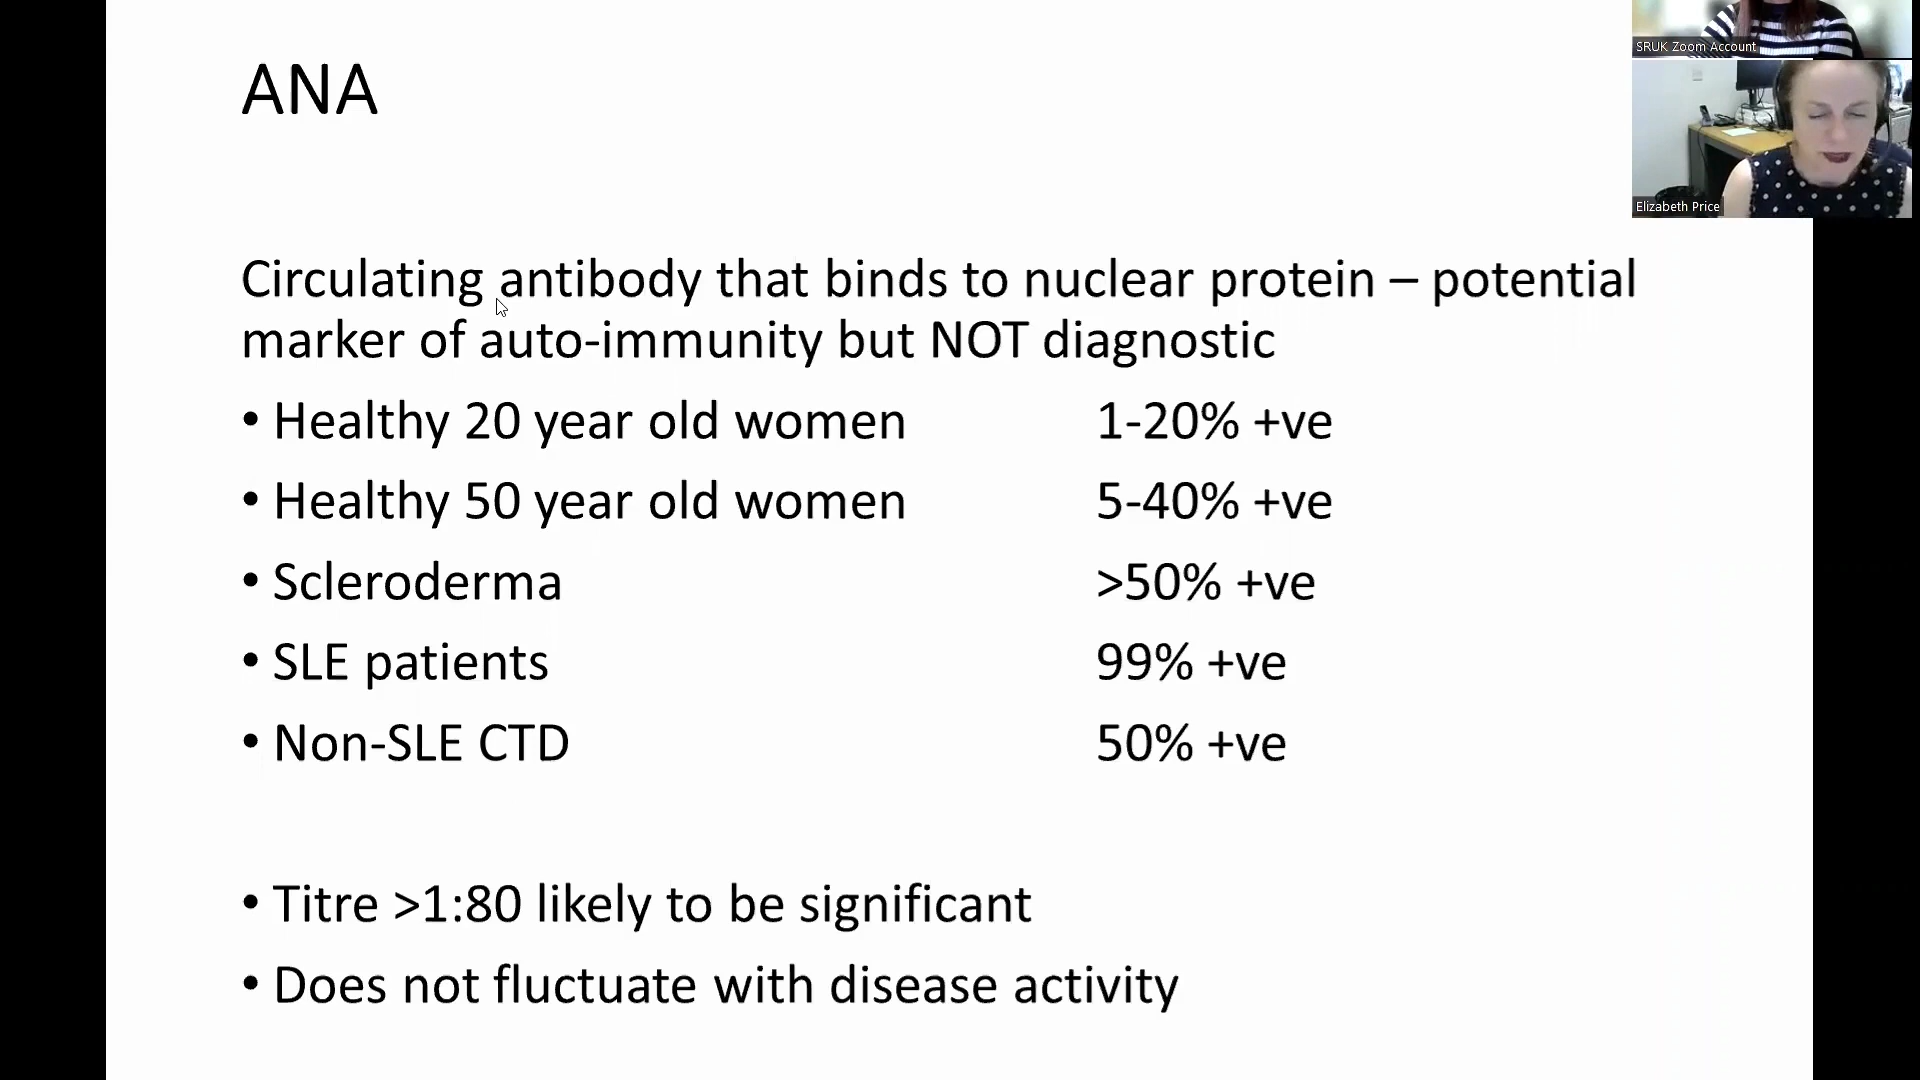 ANA
SRUK Zoom Account
Elizabeth Price
Circulating antibody that binds to nuclear protein – potential
marker of auto-immunity but NOT diagnostic
• Healthy 20 year old women 1-20% +ve
• Healthy 50 year old women 5-40% +ve
• Scleroderma >50% +ve
• SLE patients 99% +ve
• Non-SLE CTD 50% +ve
• Titre >1:80 likely to be significant
• Does not fluctuate with disease activity